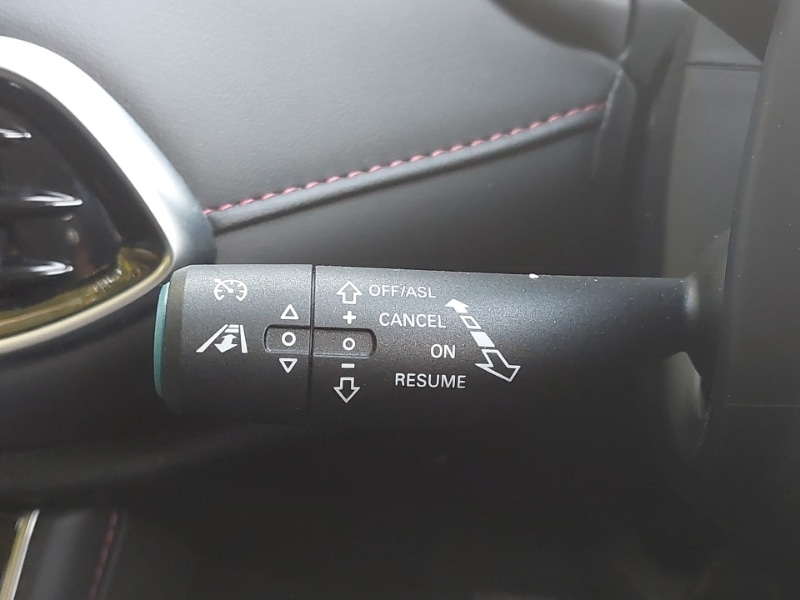 OFF/ASL
+
CANCEL
ON
-
RESUME